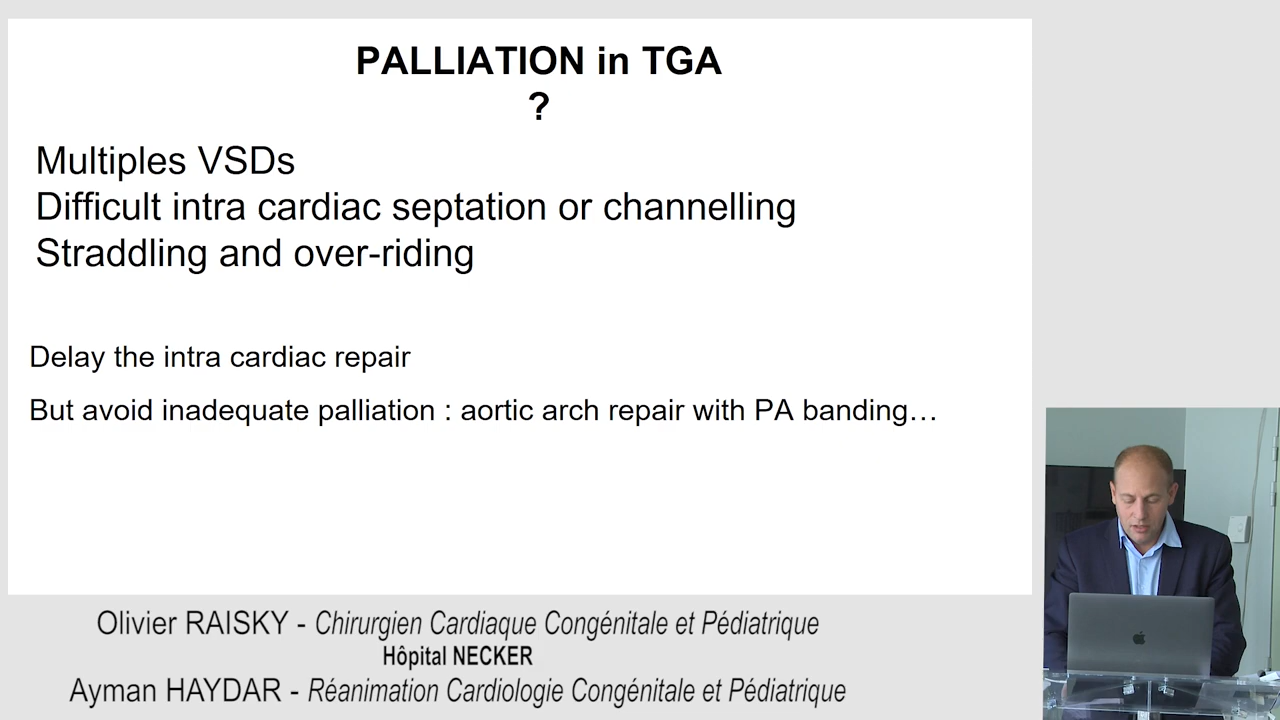 PALLIATION in TGA
?
Multiples VSDs
Difficult intra cardiac septation or channelling
Straddling and over-riding
Delay the intra cardiac repair
But avoid inadequate palliation : aortic arch repair with PA banding…
Olivier RAISKY - Chirurgien Cardiaque Congénitale et Pédiatrique
Hôpital NECKER
Ayman HAYDAR - Réanimation Cardiologie Congénitale et Pédiatrique